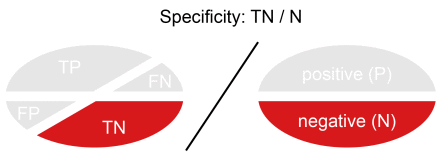 Specificity: TN / N
TP
FN
FP
TN
positive (P)
negative (N)